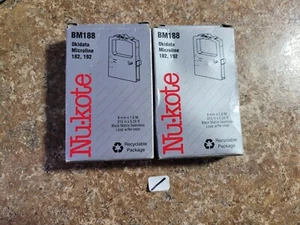 BM188
Okidata
Microline
182, 192
Nu-kote
Recyclable
Package
BM188
Okidata
Microline
182, 192
Nu-kote
Recyclable
Package